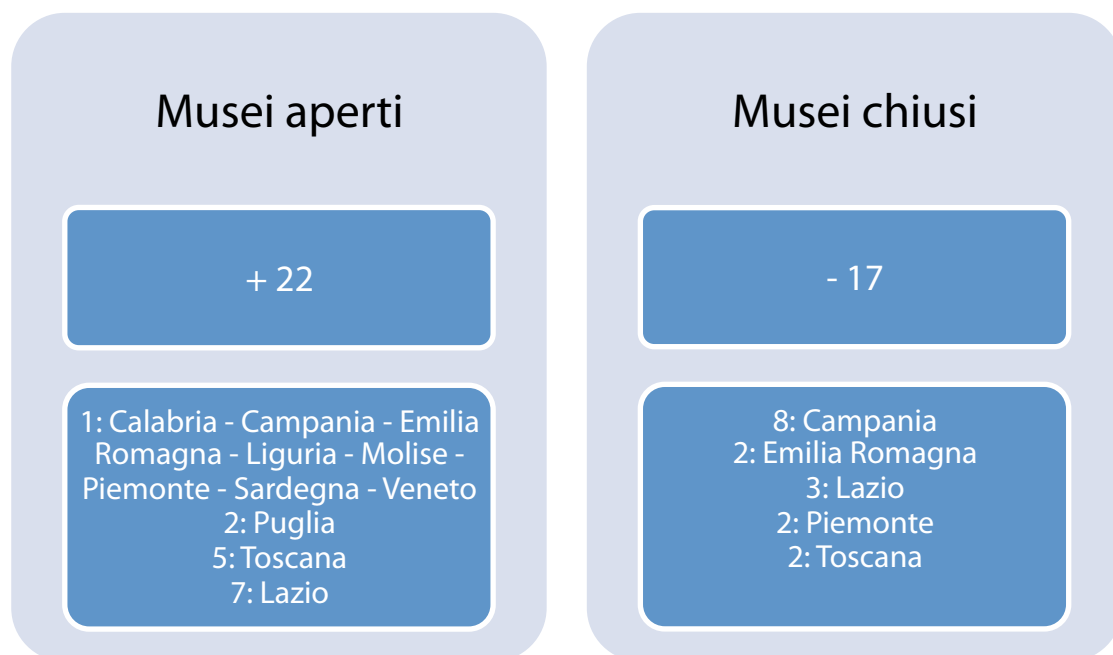 Musei aperti
+ 22
1: Calabria - Campania - Emilia
Romagna - Liguria - Molise -
Piemonte - Sardegna - Veneto
2: Puglia
5: Toscana
7: Lazio
Musei chiusi
- 17
8: Campania
2: Emilia Romagna
3: Lazio
2: Piemonte
2: Toscana